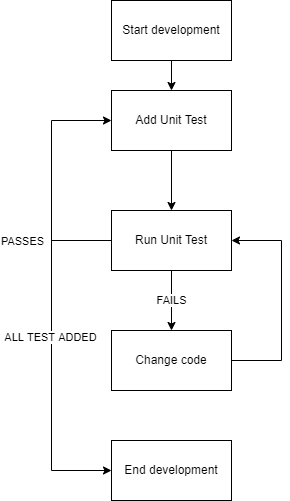 Start development
Add Unit Test
PASSES
Run Unit Test
FAILS
ALL TEST ADDED
Change code
End development